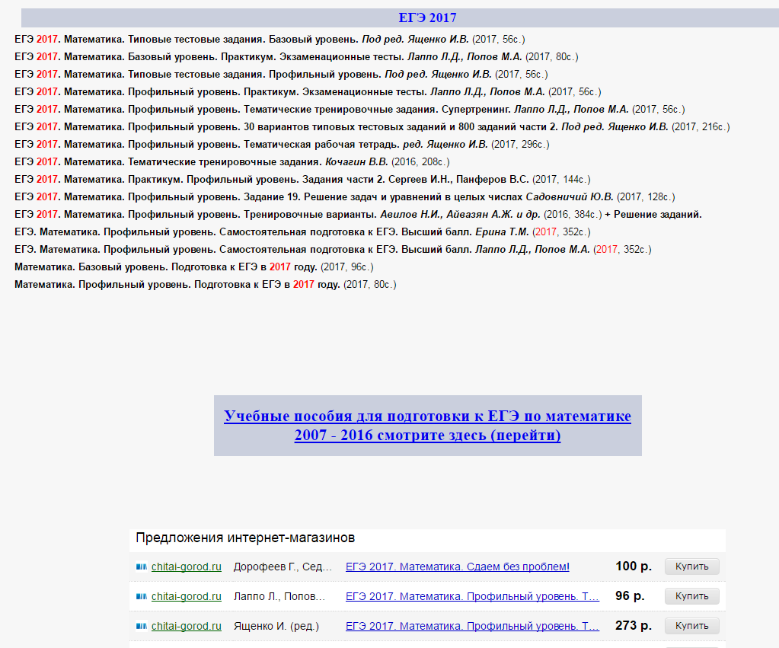 ЕГЭ 2017
ЕГЭ 2017. Математика. Типовые тестовые задания. Базовый уровень. Под ред. Ященко И.В. (2017, 56с.)
ЕГЭ 2017. Математика. Базовый уровень. Практикум. Экзаменационные тесты. Лаппо Л.Д., Попов М.А. (2017, 80с.)
ЕГЭ 2017. Математика. Типовые тестовые задания. Профильный уровень. Под ред. Ященко И.В. (2017, 56с.)
ЕГЭ 2017. Математика. Профильный уровень. Практикум. Экзаменационные тесты. Лаппо Л.Д., Попов М.А. (2017, 56с.)
ЕГЭ 2017. Математика. Профильный уровень. Тематические тренировочные задания. Супертренинг. Лаппо Л.Д., Попов М.А. (2017, 56с.)
ЕГЭ 2017. Математика. Профильный уровень. 30 вариантов типовых тестовых заданий и 800 заданий части 2. Под ред. Ященко И.В. (2017, 216с.)
ЕГЭ 2017. Математика. Профильный уровень. Тематическая рабочая тетрадь. ред. Ященко И.В. (2017, 296с.)
ЕГЭ 2017. Математика. Тематические тренировочные задания. Кочагин В.В. (2016, 208с.)
ЕГЭ 2017. Математика. Практикум. Профильный уровень. Задания части 2. Сергеев И.Н., Панферов В.С. (2017, 144с.)
ЕГЭ 2017. Математика. Профильный уровень. Задание 19. Решение задач и уравнений в целых числах Садовничий Ю.В. (2017, 128с.)
ЕГЭ 2017. Математика. Профильный уровень. Тренировочные варианты. Авилов Н.И., Айвазян А.Ж. и др. (2016, 384с.) + Решение заданий.
ЕГЭ. Математика. Профильный уровень. Самостоятельная подготовка к ЕГЭ. Высший балл. Ерина Т.М. (2017, 352с.)
ЕГЭ. Математика. Профильный уровень. Самостоятельная подготовка к ЕГЭ. Высший балл. Лаппо Л.Д., Попов М.А. (2017, 352с.)
Математика. Базовый уровень. Подготовка к ЕГЭ в 2017 году. (2017, 96с.)
Математика. Профильный уровень. Подготовка к ЕГЭ в 2017 году. (2017, 80с.)
Учебные пособия для подготовки к ЕГЭ по математике
2007 - 2016 смотрите здесь (перейти)
Предложения интернет-магазинов
chitai-gorod.ru Дорофеев Г., Сед... ЕГЭ 2017. Математика. Сдаем без проблем! 100 р. Купить
chitai-gorod.ru Лаппо Л., Попов... ЕГЭ 2017. Математика. Профильный уровень. Т... 96 р. Купить
chitai-gorod.ru Ященко И. (ред.) ЕГЭ 2017. Математика. Профильный уровень. Т... 273 р. Купить